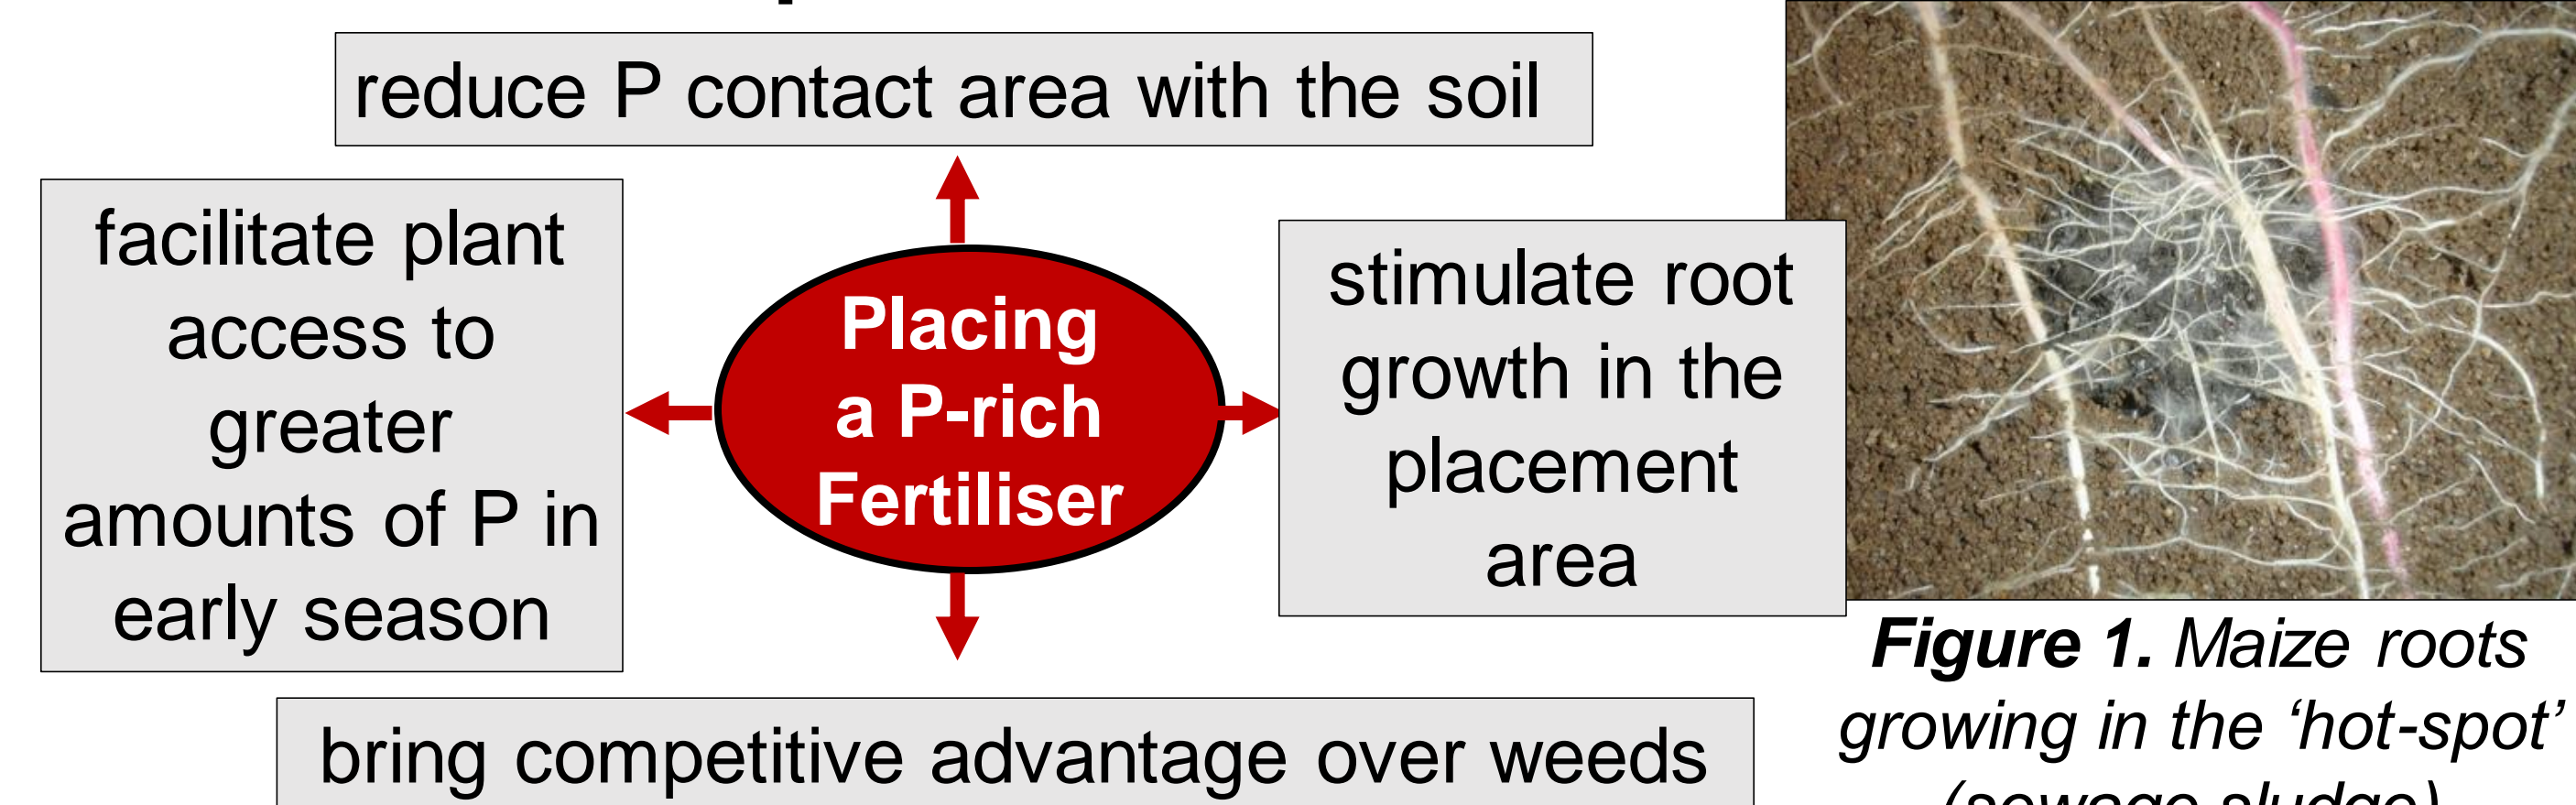 reduce P contact area with the soil
facilitate plant
access to
greater
amounts of P in
early season
Placing
a P-rich
Fertiliser
stimulate root
growth in the
placement
area
bring competitive advantage over weeds
Figure 1. Maize roots
growing in the ‘hot-spot’
(sewage sludge)